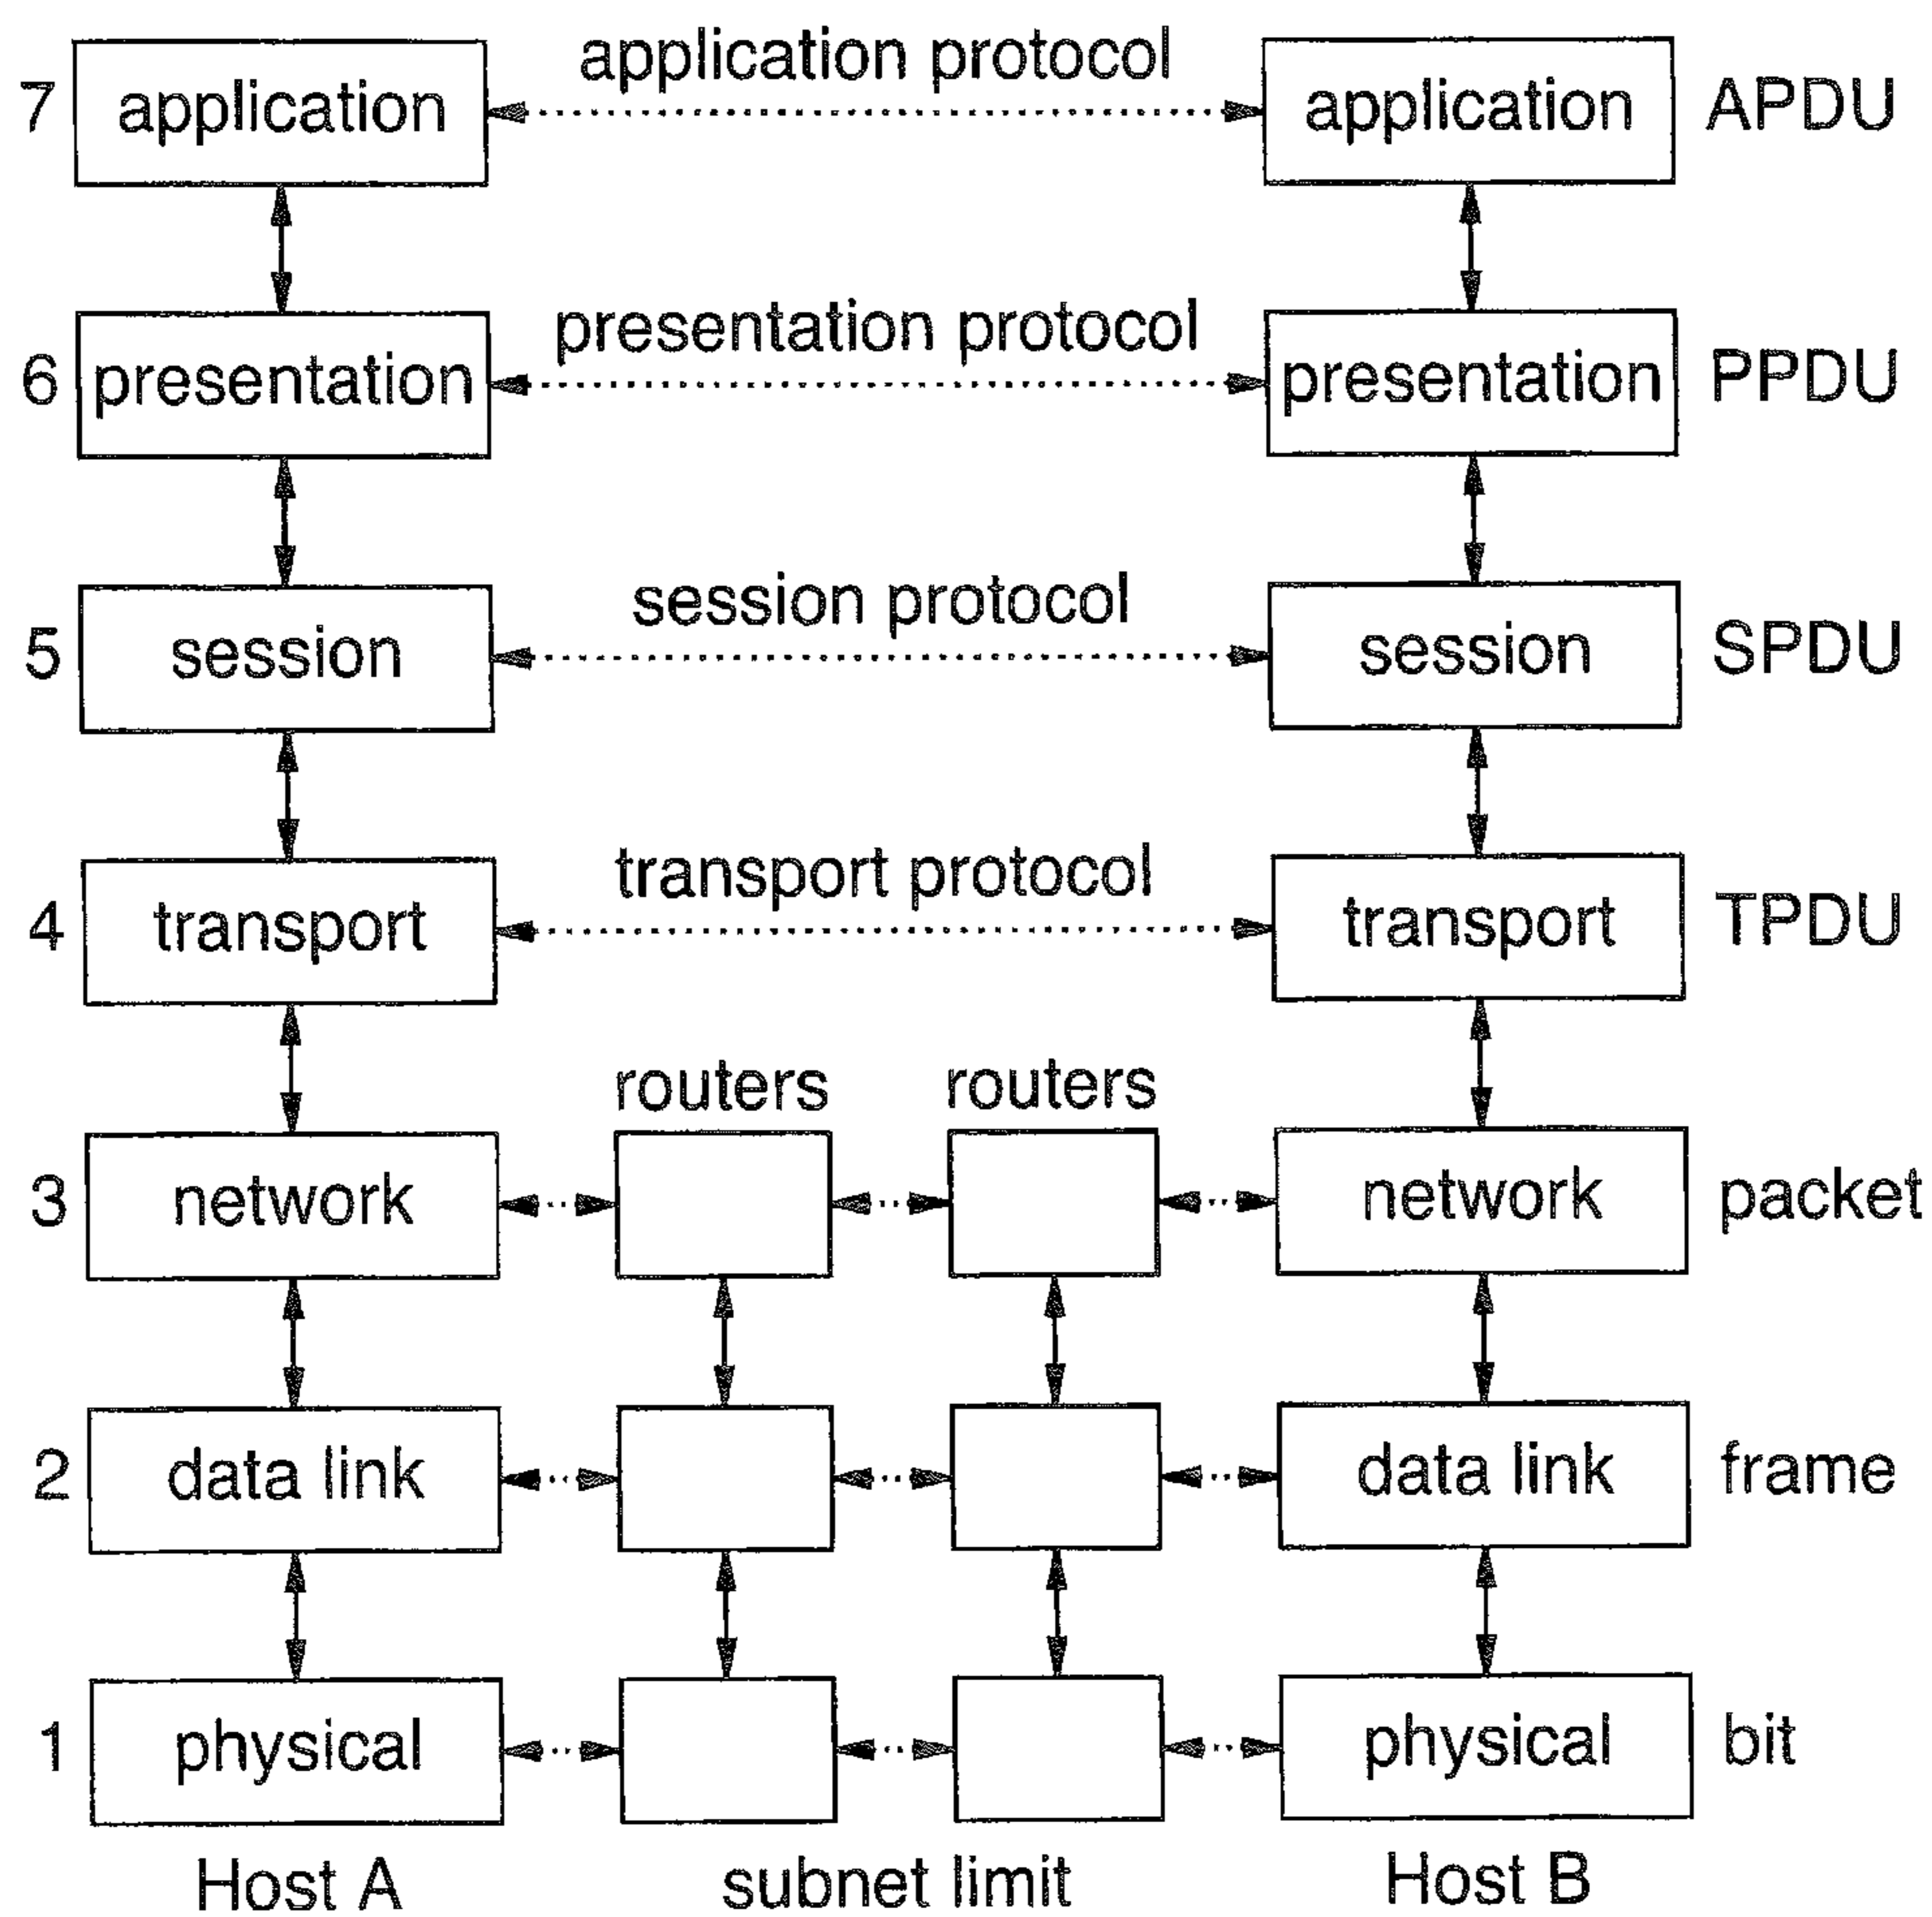 application protocol
7 application application APDU
presentation protocol
6 presentation presentation PPDU
session protocol
5 session session SPDU
transport protocol
4 transport transport TPDU
routers routers
3 network network packet
2 data link data link frame
1 physical physical bit
Host A subnet limit Host B